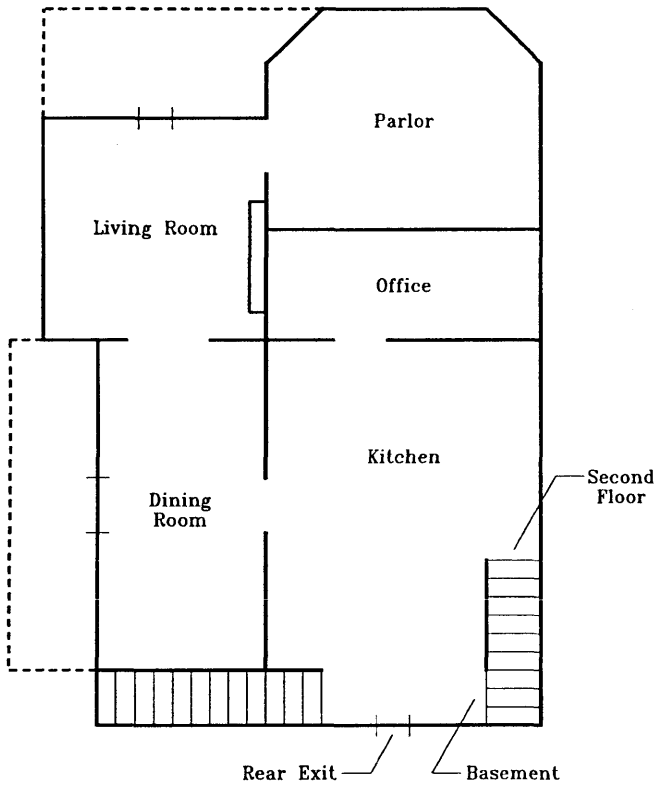 Parlor
Living Room
Office
Kitchen
Second
Floor
Dining
Room
Rear Exit
Basement